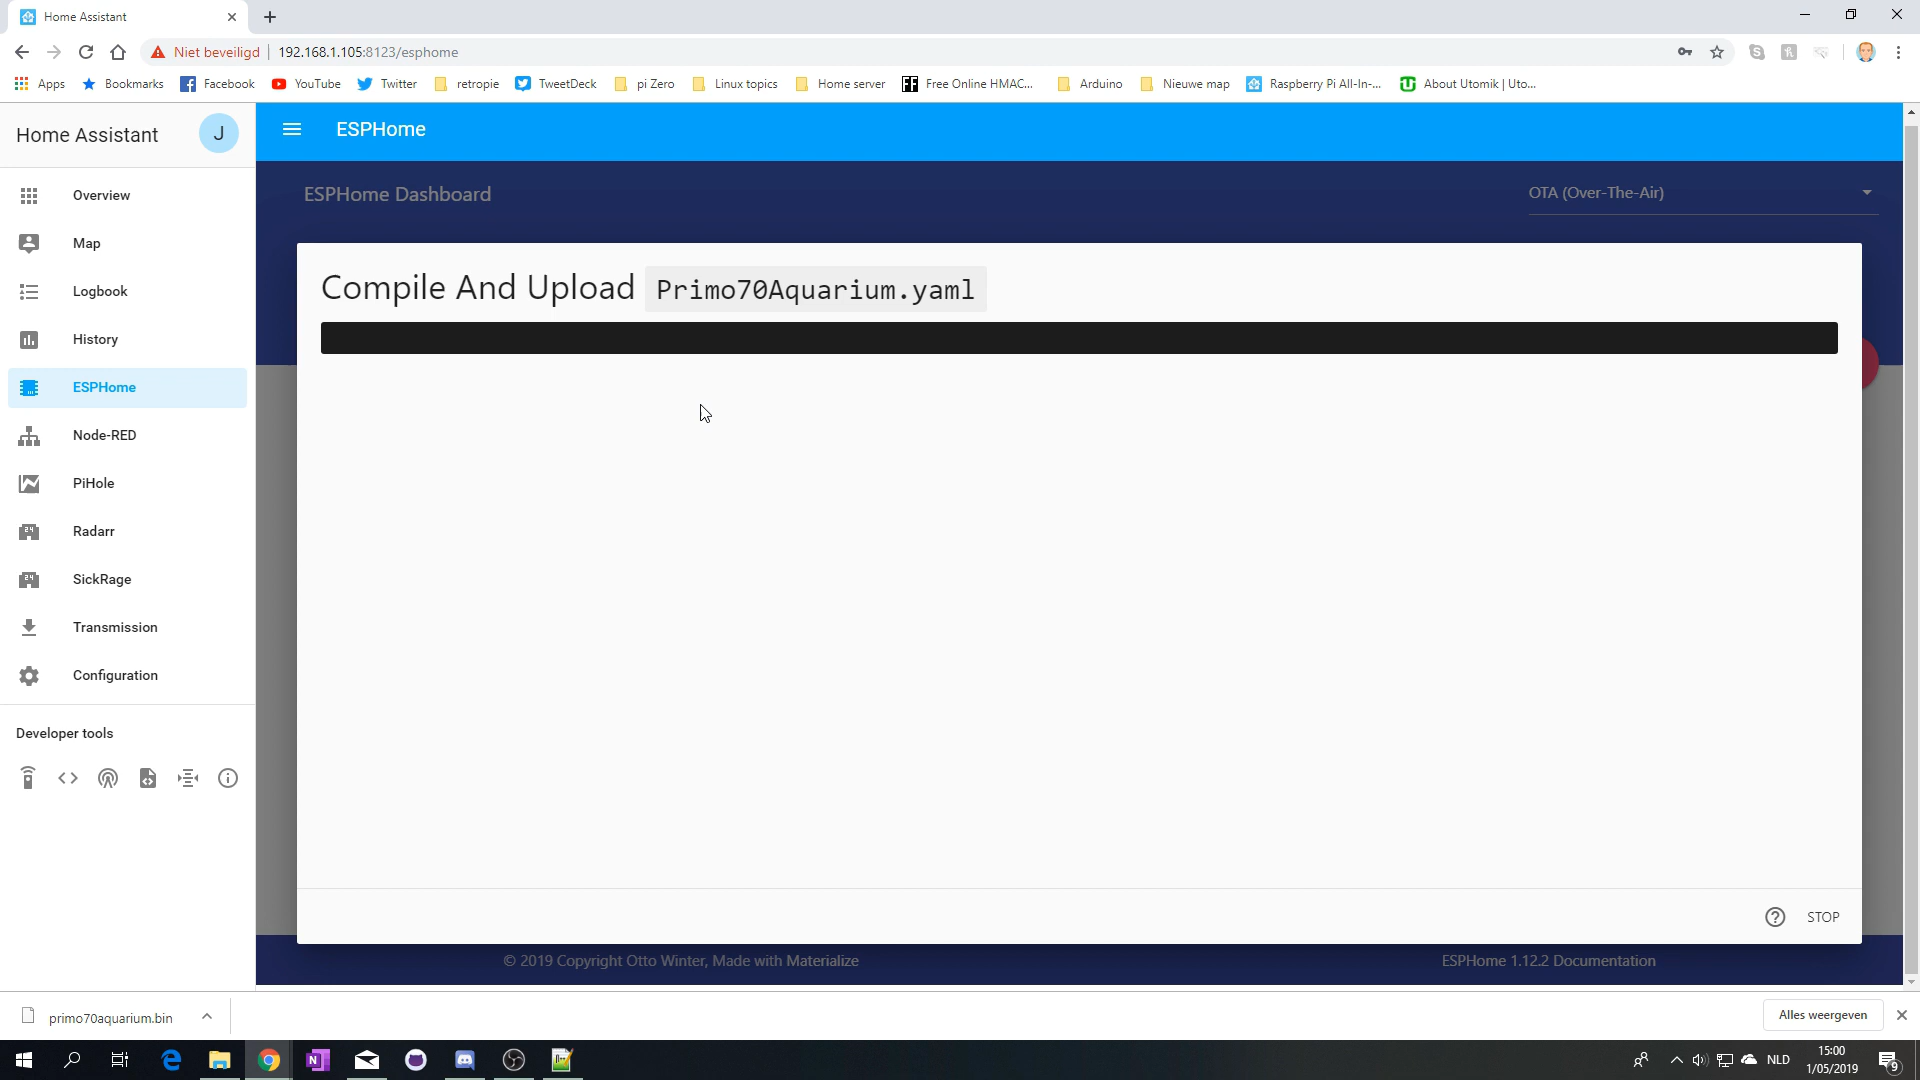 Home Assistant
Niet beveiligd
192.168.1.105:8123/esphome
Apps
Bookmarks
Facebook
YouTube
Twitter
retropie
TweetDeck
pi Zero
Linux topics
Home server
Free Online HMAC...
Arduino
Nieuwe map
Raspberry Pi All-In-...
About Utomik | Uto...
Home Assistant
J
ESPHome
Overview
Map
Logbook
History
ESPHome
Node-RED
PiHole
Radarr
SickRage
Transmission
Configuration
Developer tools
ESPHome Dashboard
OTA (Over-The-Air)
Compile And Upload Primo70Aquarium.yaml
STOP
© 2019 Copyright Otto Winter, Made with Materialize
ESPHome 1.12.2 Documentation
primo70aquarium.bin
Alles weergeven
NLD
15:00
1/05/2019
9